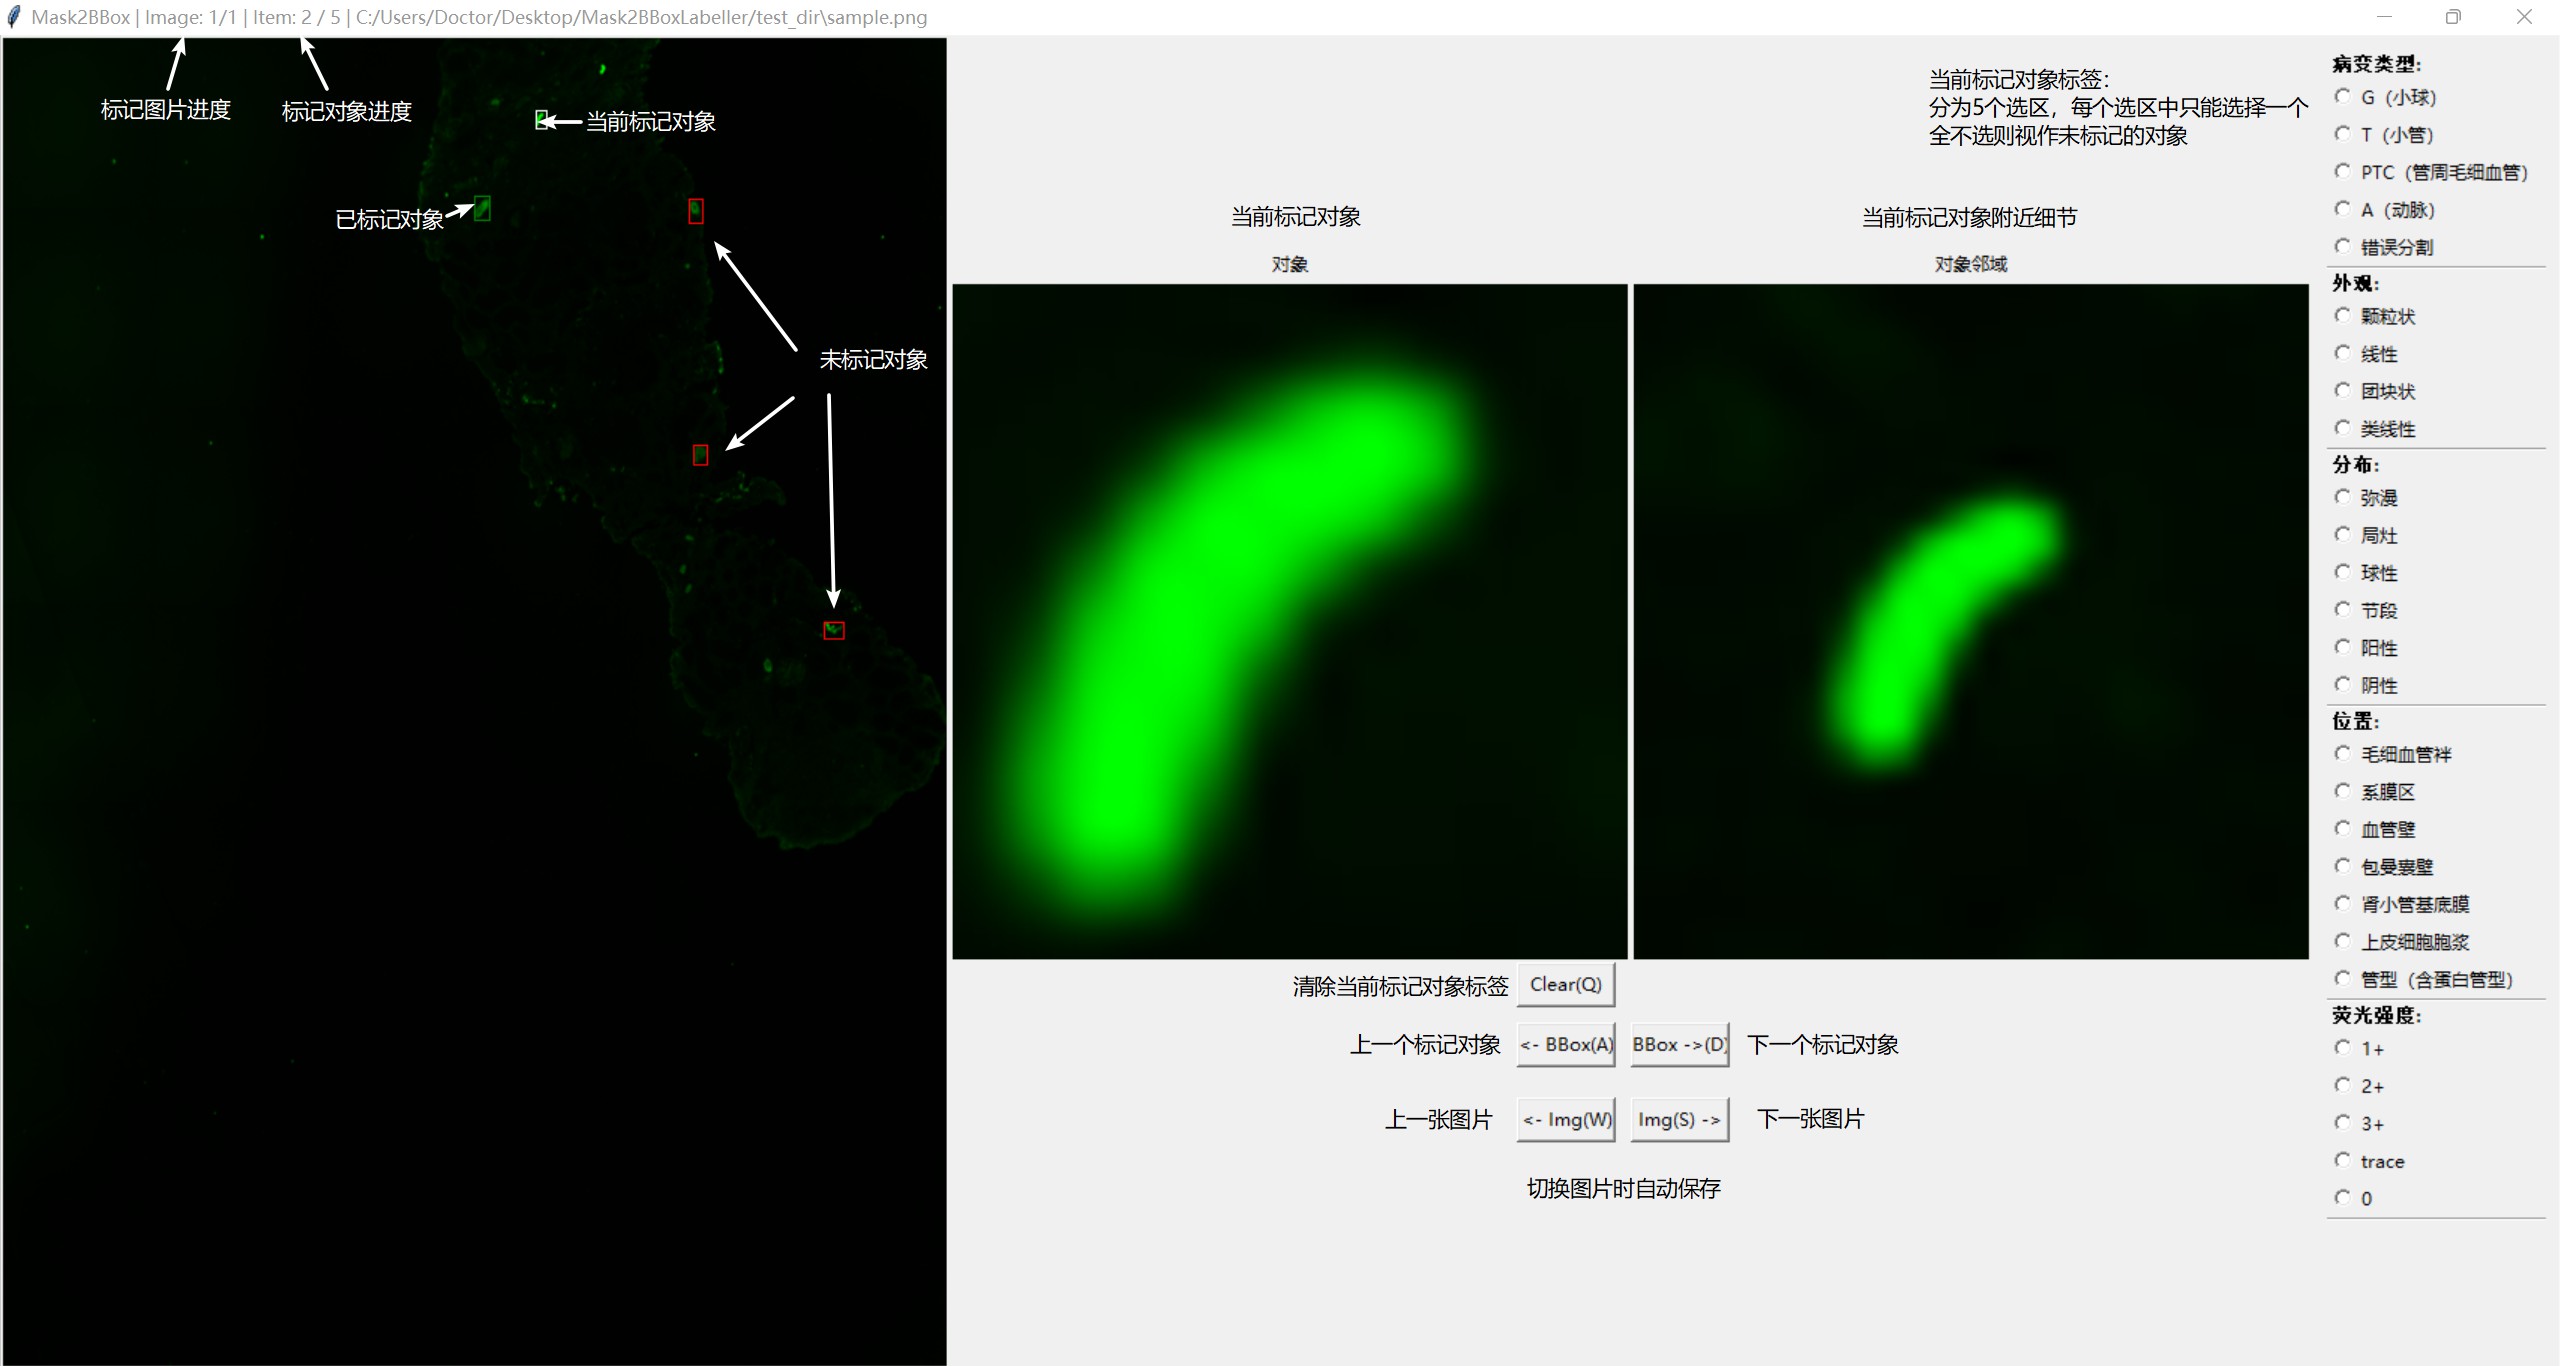 Mask2BBox | Image: 1/1 | Item: 2 / 5 | C:/Users/Doctor/Desktop/Mask2BBoxLabeller/test_dir\sample.png
标记图片进度
标记对象进度
当前标记对象
已标记对象
未标记对象
当前标记对象标签：
分为5个选区，每个选区中只能选择一个
全不选则视作未标记的对象
当前标记对象
当前标记对象附近细节
对象
对象邻域
清除当前标记对象标签
Clear(Q)
上一个标记对象
<- BBox(A)
BBox ->(D)
下一个标记对象
上一张图片
<- Img(W)
Img(S) ->
下一张图片
切换图片时自动保存
病变类型:
G（小球）
T（小管）
PTC（管周毛细血管）
A（动脉）
错误分割
外观:
颗粒状
线性
团块状
类线性
分布:
弥漫
局灶
球性
节段
阳性
阴性
位置:
毛细血管袢
系膜区
血管壁
包曼囊壁
肾小管基底膜
上皮细胞胞浆
管型（含蛋白管型）
荧光强度:
1+
2+
3+
trace
0